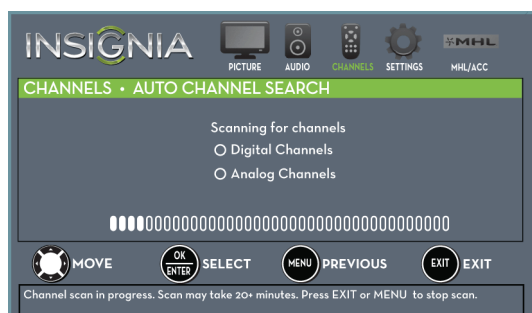 INSIGNIA
PICTURE AUDIO CHANNELS SETTINGS MHL MHL/ACC
CHANNELS • AUTO CHANNEL SEARCH
Scanning for channels
Digital Channels
Analog Channels
MOVE OK ENTER SELECT MENU PREVIOUS EXIT EXIT
Channel scan in progress. Scan may take 20+ minutes. Press EXIT or MENU to stop scan.